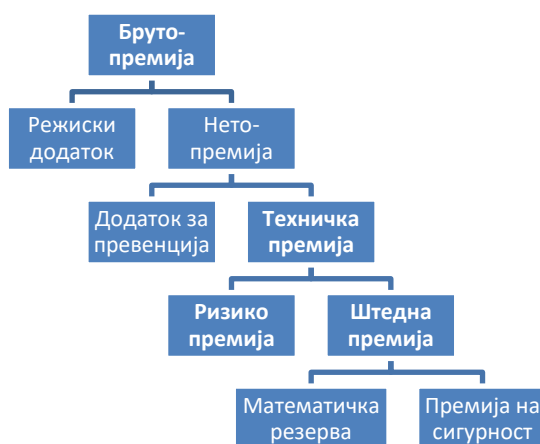 Бруто-
премија
Режиски
додаток
Нето-
премија
Додаток за
превенција
Техничка
премија
Ризико
премија
Штедна
премија
Математичка
резерва
Премија на
сигурност